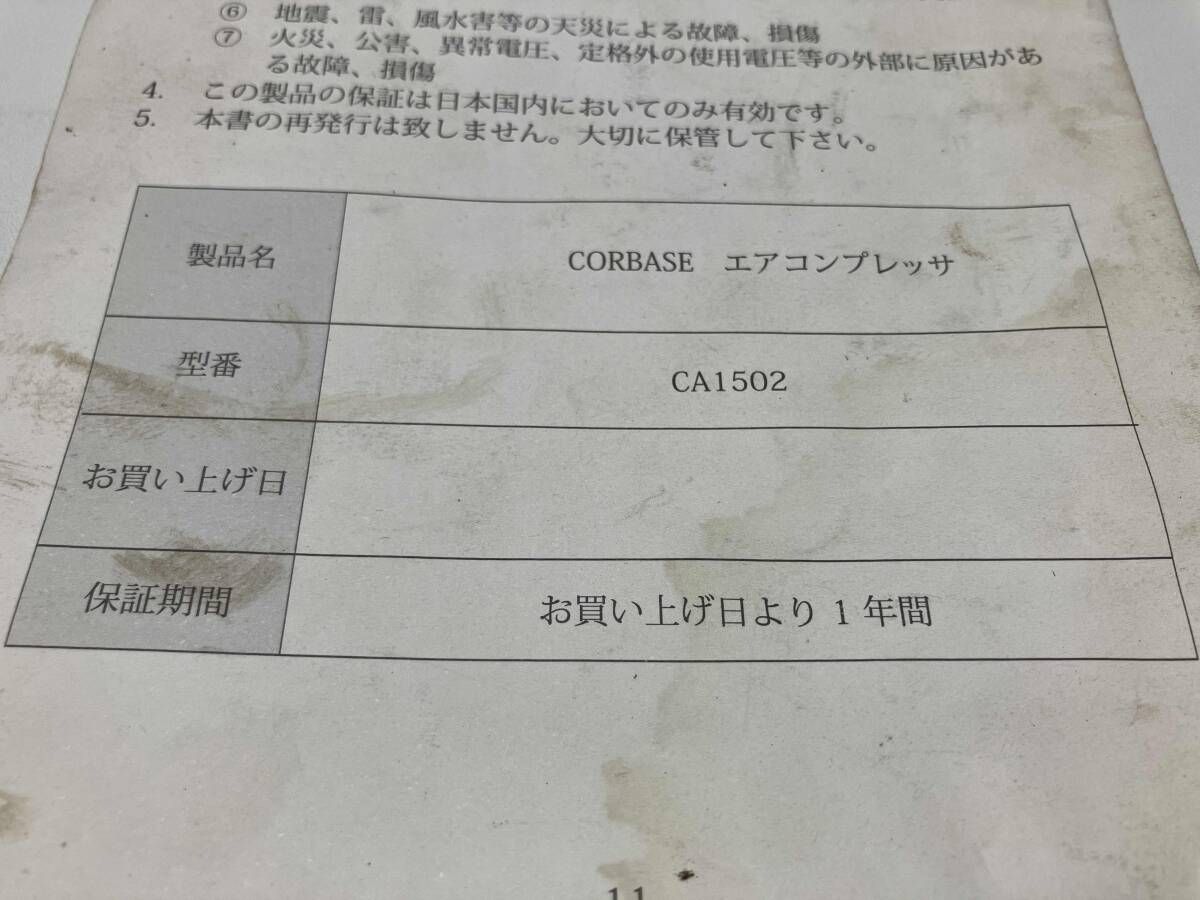 ⑥ 地震、雷、風水害等の天災による故障、損傷
⑦ 火災、公害、異常電圧、定格外の使用電圧等の外部に原因があ
る故障、損傷
4. この製品の保証は日本国内においてのみ有効です。
5. 本書の再発行は致しません。大切に保管して下さい。
製品名 CORBASE エアコンプレッサ
型番 CA1502
お買い上げ日
保証期間 お買い上げ日より 1 年間
11